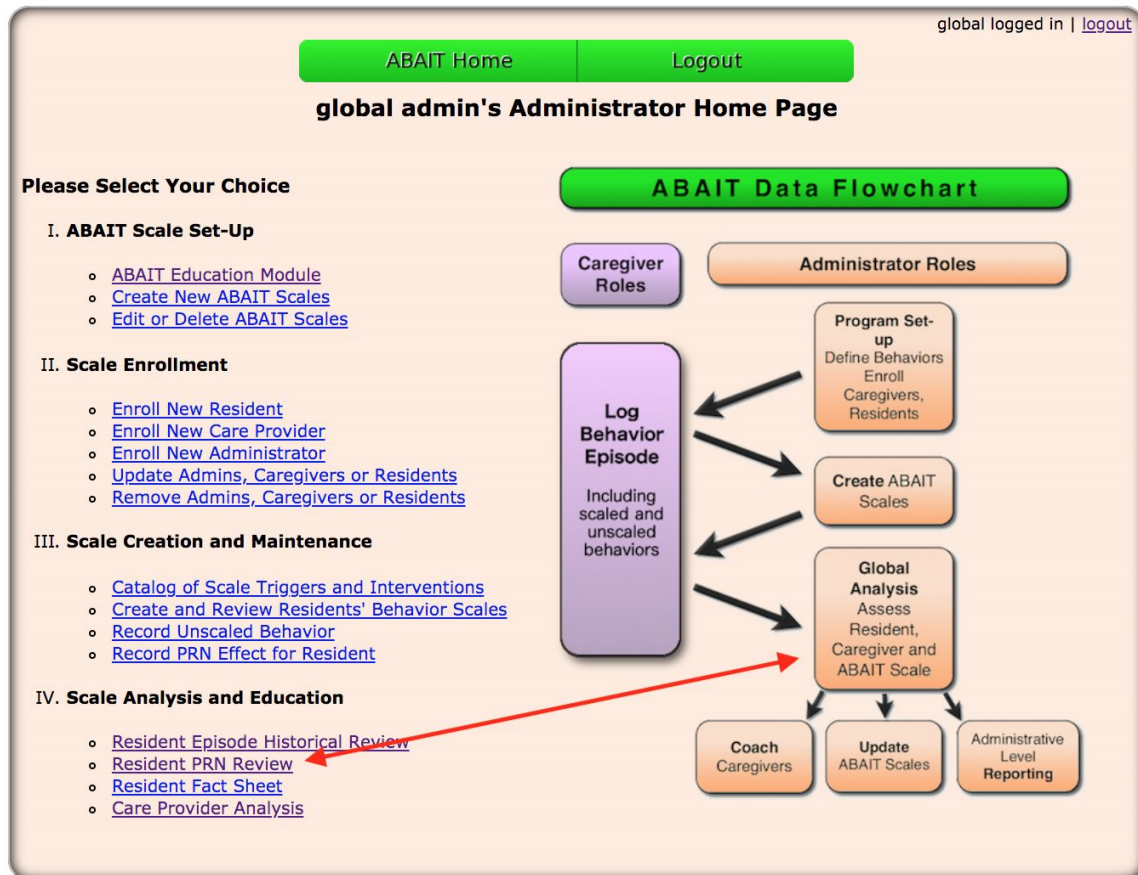 global logged in | logout
ABAIT Home
Logout
global admin's Administrator Home Page
Please Select Your Choice
I. ABAIT Scale Set-Up
ABAIT Education Module
Create New ABAIT Scales
Edit or Delete ABAIT Scales
II. Scale Enrollment
Enroll New Resident
Enroll New Care Provider
Enroll New Administrator
Update Admins, Caregivers or Residents
Remove Admins, Caregivers or Residents
III. Scale Creation and Maintenance
Catalog of Scale Triggers and Interventions
Create and Review Residents' Behavior Scales
Record Unscaled Behavior
Record PRN Effect for Resident
IV. Scale Analysis and Education
Resident Episode Historical Review
Resident PRN Review
Resident Fact Sheet
Care Provider Analysis
ABAIT Data Flowchart
Caregiver
Roles
Administrator Roles
Program Set-
up
Define Behaviors
Enroll
Caregivers,
Residents
Log
Behavior
Episode
Including
scaled and
unscaled
behaviors
Create ABAIT
Scales
Global
Analysis
Assess
Resident,
Caregiver and
ABAIT Scale
Coach
Caregivers
Update
ABAIT Scales
Administrative
Level
Reporting